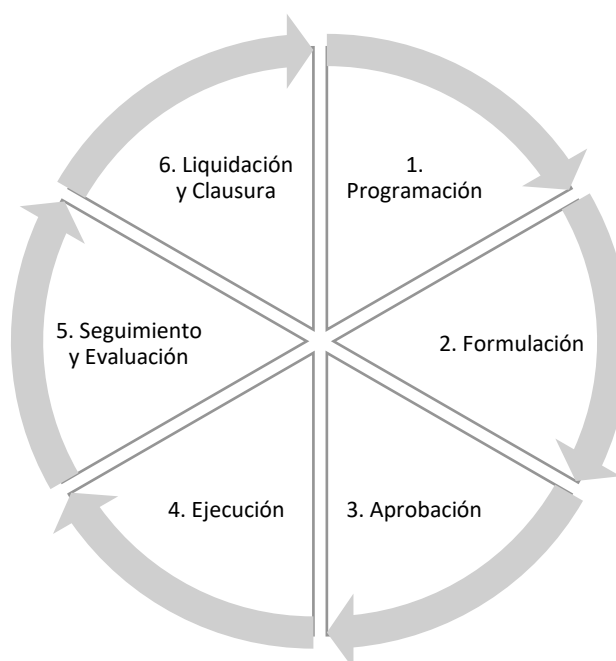 1.
Programación
2. Formulación
3. Aprobación
4. Ejecución
5. Seguimiento
y Evaluación
6. Liquidación
y Clausura